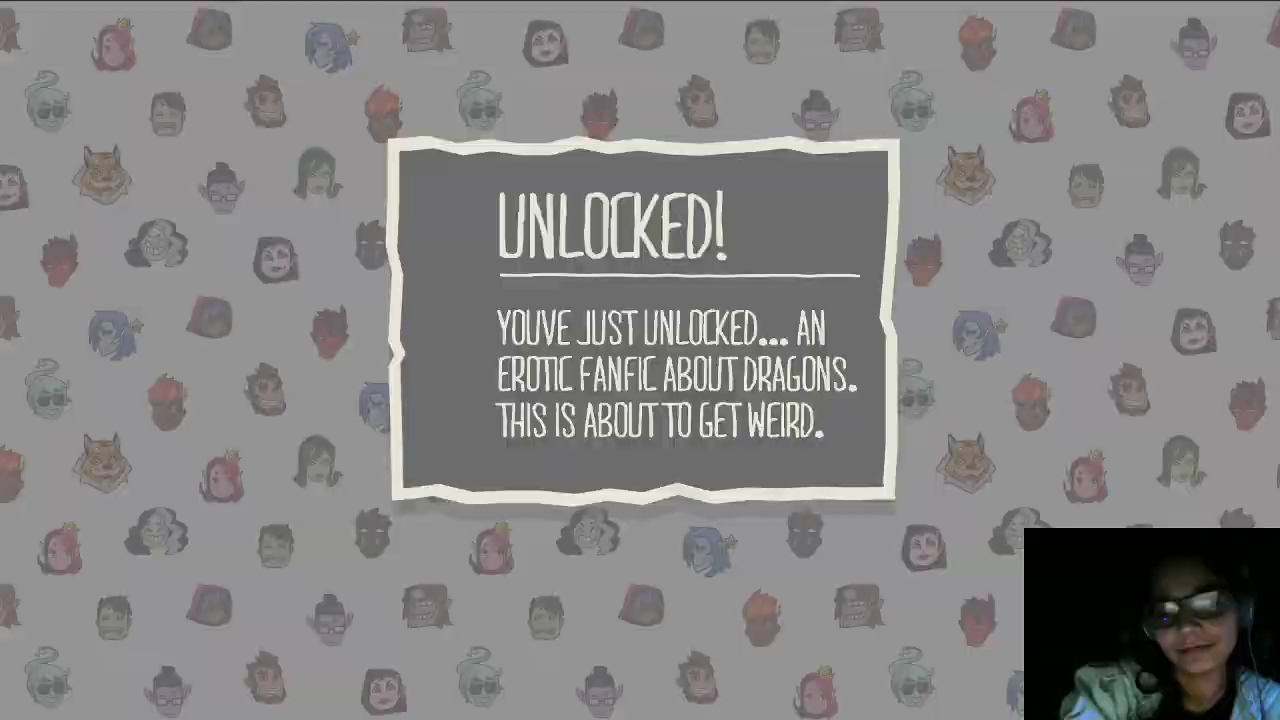 UNLOCKED!
YOUVE JUST UNLOCKED... AN
EROTIC FANFIC ABOUT DRAGONS.
THIS IS ABOUT TO GET WEIRD.